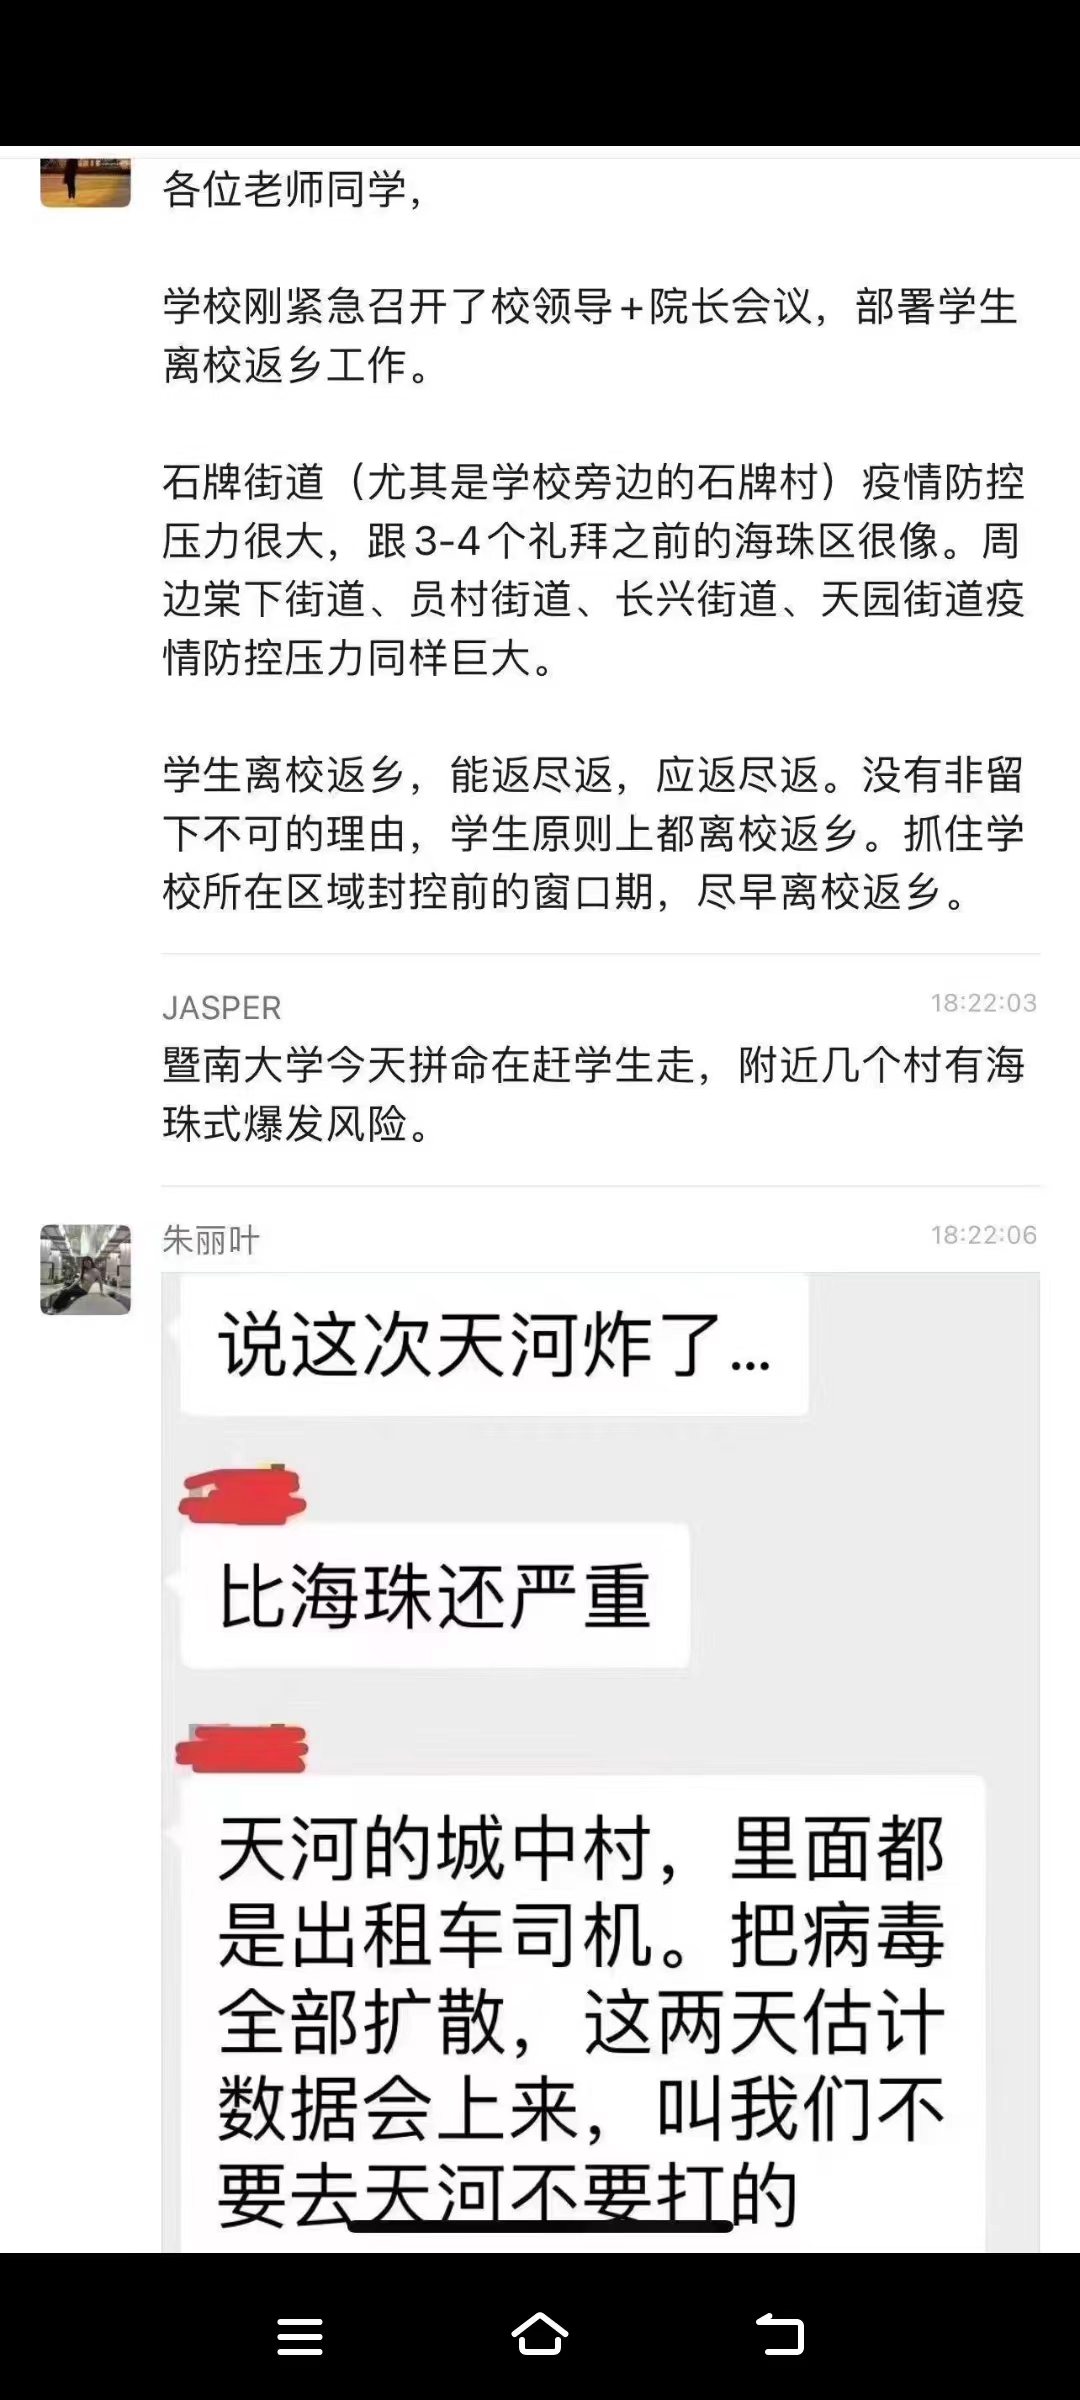 各位老师同学，
学校刚紧急召开了校领导+院长会议，部署学生
离校返乡工作。
石牌街道（尤其是学校旁边的石牌村）疫情防控
压力很大，跟3-4个礼拜之前的海珠区很像。周
边棠下街道、员村街道、长兴街道、天园街道疫
情防控压力同样巨大。
学生离校返乡，能返尽返，应返尽返。没有非留
下不可的理由，学生原则上都离校返乡。抓住学
校所在区域封控前的窗口期，尽早离校返乡。
JASPER 18:22:03
暨南大学今天拼命在赶学生走，附近几个村有海
珠式爆发风险。
朱丽叶 18:22:06
说这次天河炸了...
比海珠还严重
天河的城中村，里面都
是出租车司机。把病毒
全部扩散，这两天估计
数据会上来，叫我们不
要去天河不要打的